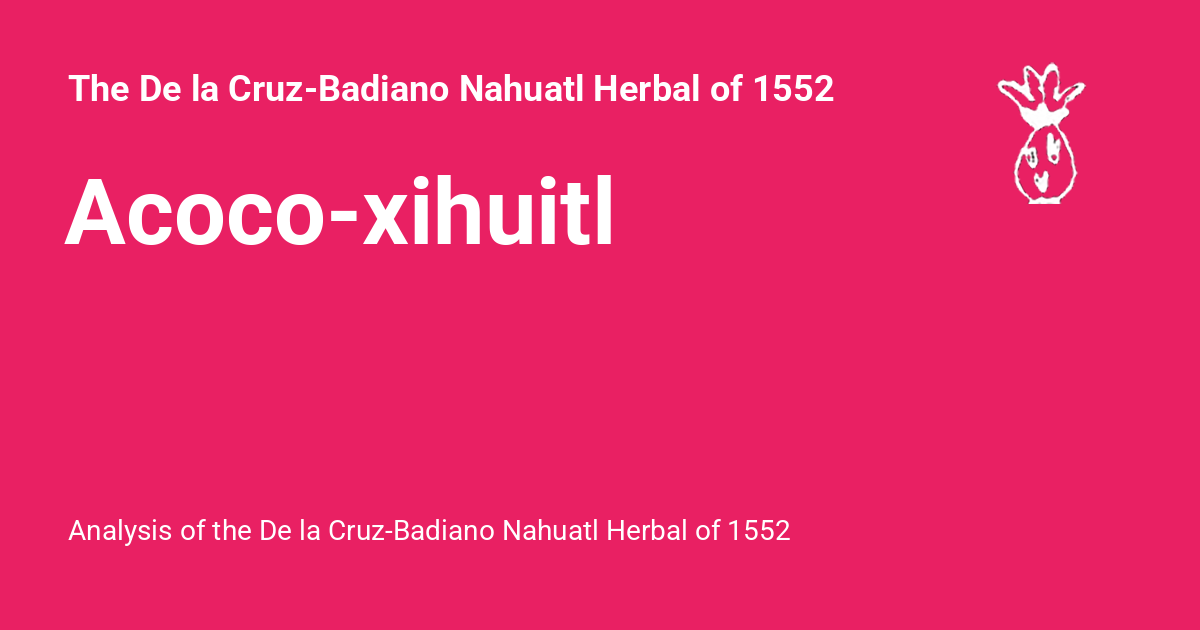 The De la Cruz-Badiano Nahuatl Herbal of 1552
Acoco-xihuitl
Analysis of the De la Cruz-Badiano Nahuatl Herbal of 1552